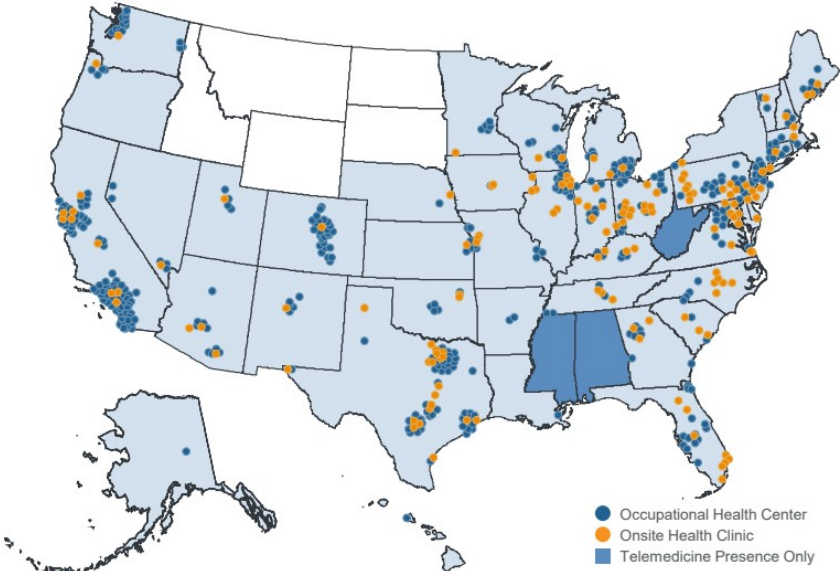 Occupational Health Center
Onsite Health Clinic
Telemedicine Presence Only